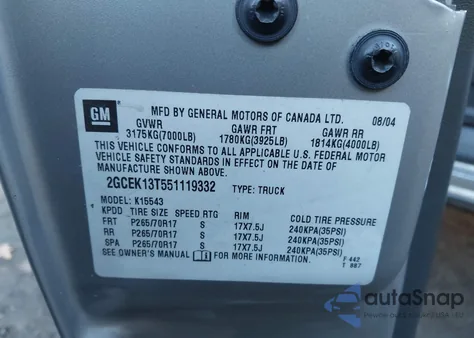 GM
MFD BY GENERAL MOTORS OF CANADA LTD. 08/04
GVWR GAWR FRT GAWR RR
3175KG(7000LB) 1780KG(3925LB) 1814KG(4000LB)
THIS VEHICLE CONFORMS TO ALL APPLICABLE U.S. FEDERAL MOTOR
VEHICLE SAFETY STANDARDS IN EFFECT ON THE DATE OF
MANUFACTURE SHOWN ABOVE.
2GCEK13T551119332 TYPE: TRUCK
MODEL: K15543
KPDD TIRE SIZE SPEED RTG RIM COLD TIRE PRESSURE
FRT P265/70R17 S 17X7.5J 240KPA(35PSI)
RR P265/70R17 S 17X7.5J 240KPA(35PSI)
SPA P265/70R17 S 17X7.5J 240KPA(35PSI)
SEE OWNER'S MANUAL FOR MORE INFORMATION. F 442
T 987
autoSnap